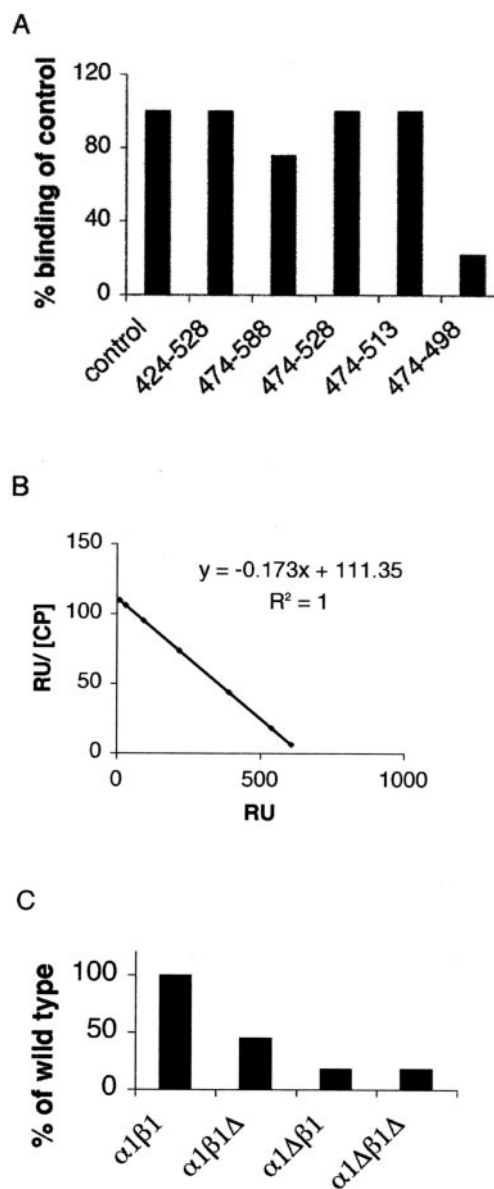 A
% binding of control
120
80
40
0
control
424-528
474-588
474-528
474-513
474-498
B
RU/ [CP]
150
100
50
0
y = -0.173x + 111.35
R² = 1
0
500
1000
RU
C
% of wild type
100
50
0
α1β1
α1β1Δ
α1Δβ1
α1Δβ1Δ